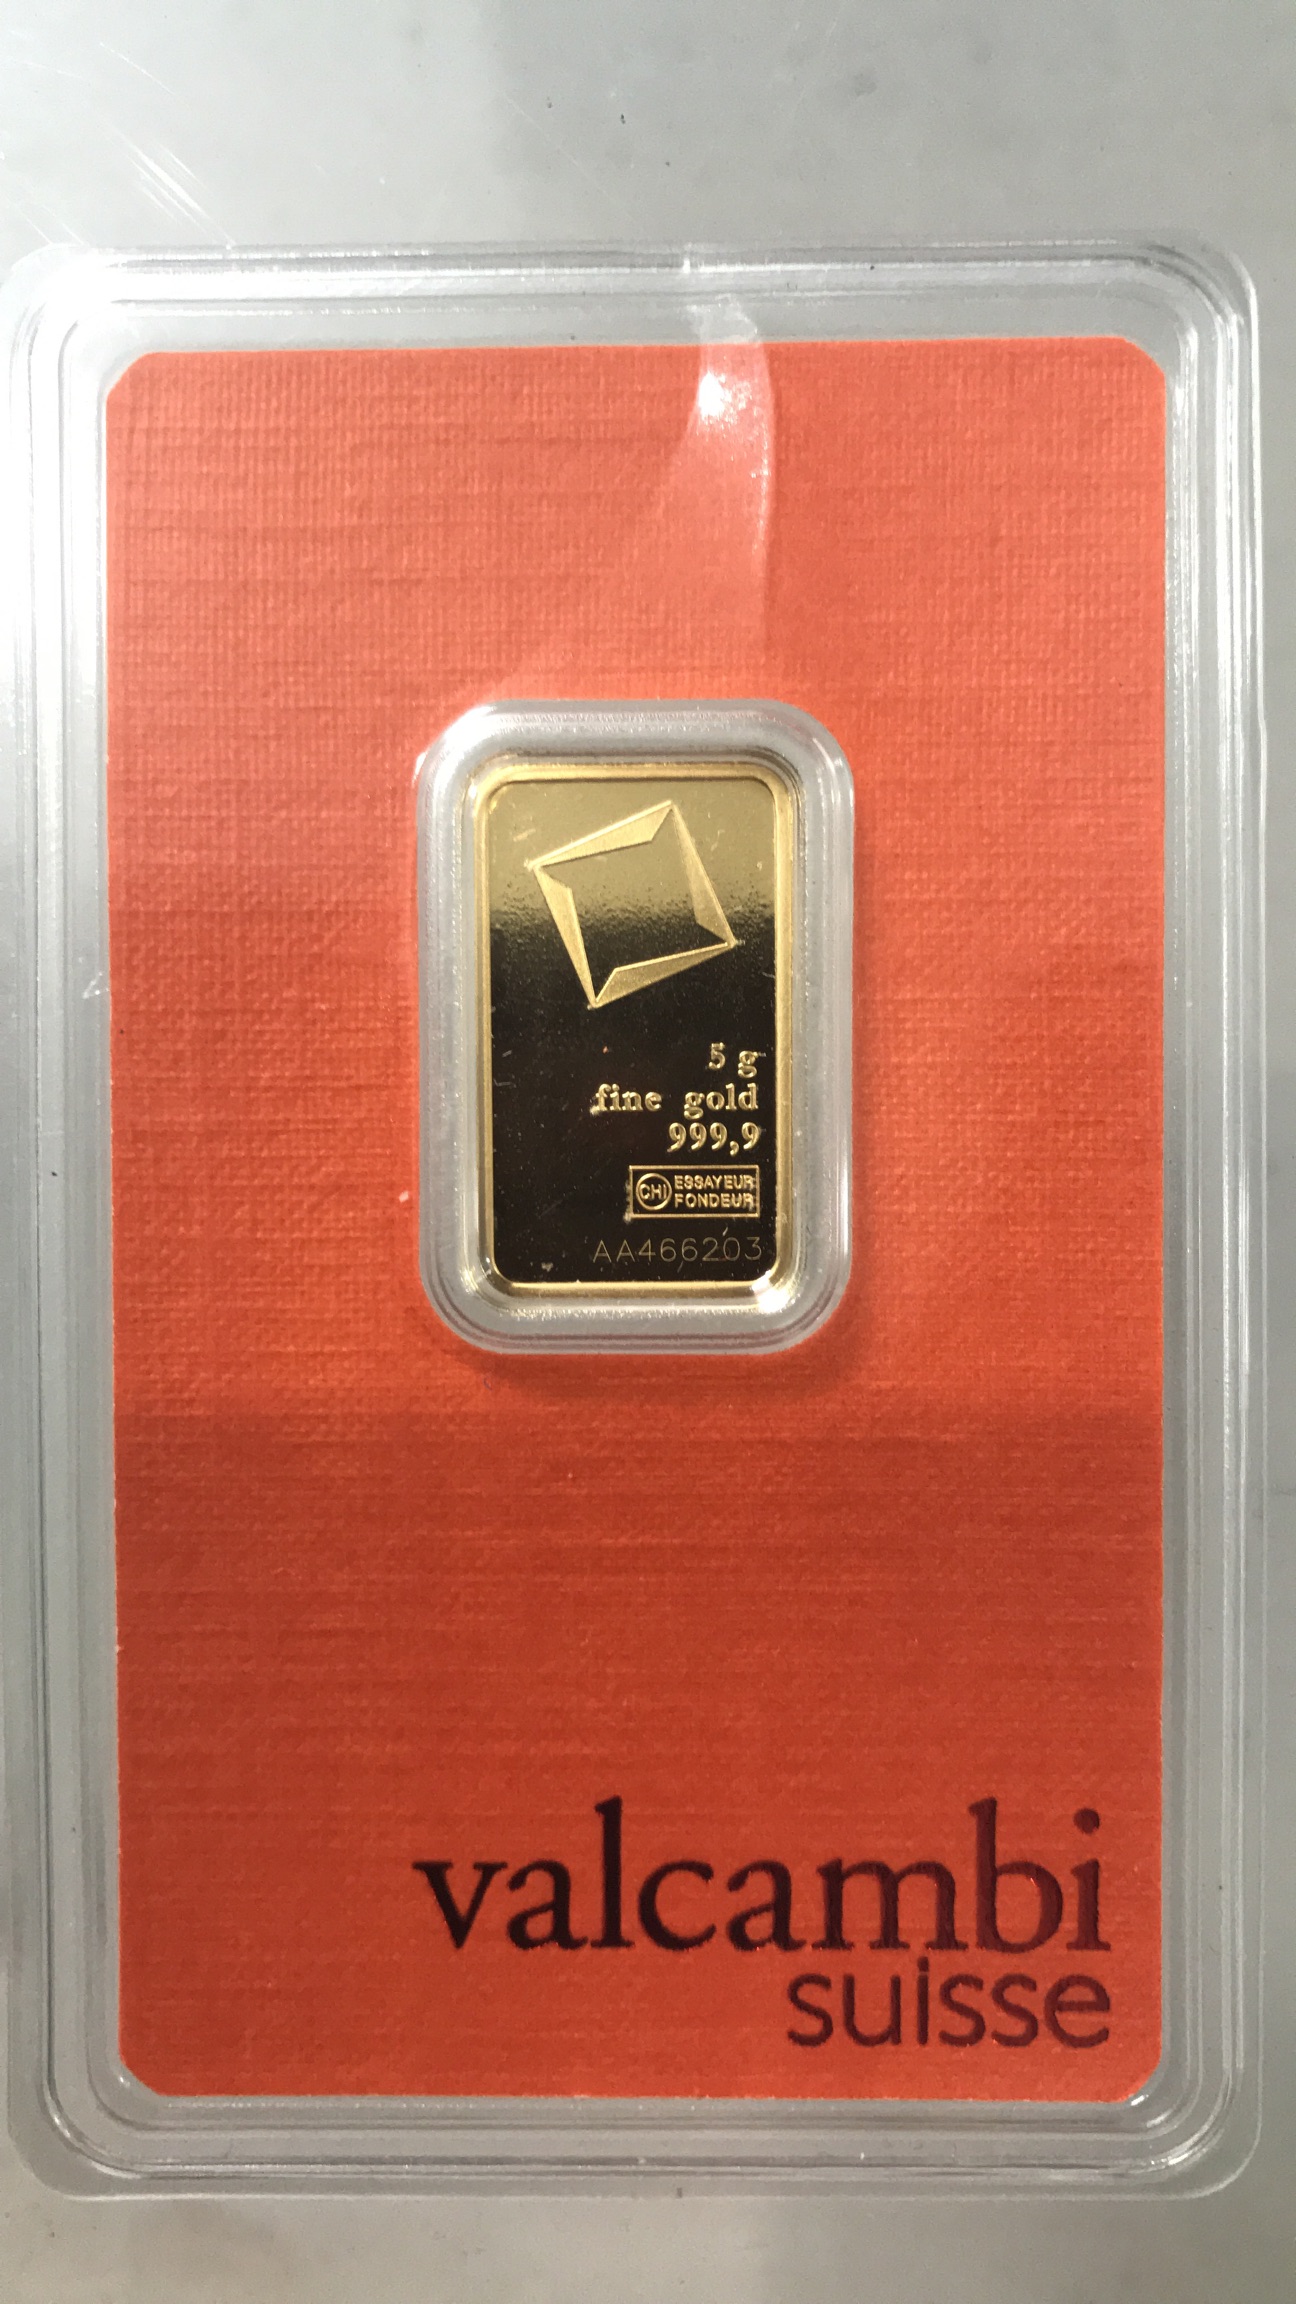 5 g
fine gold
999,9
CHI ESSAYEUR
FONDEUR
AA466203
valcambi
suisse